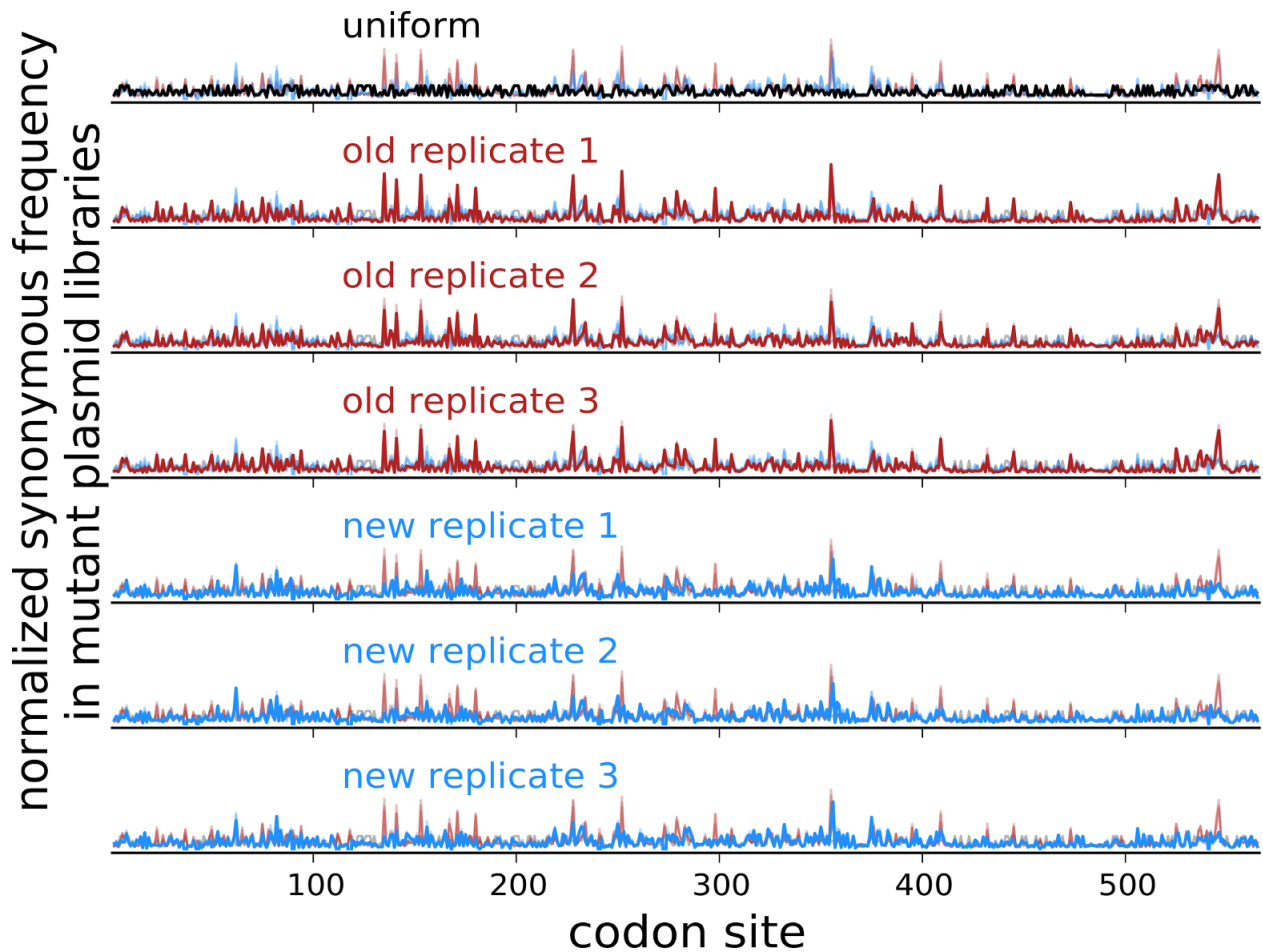 normalized synonymous frequency
in mutant plasmid libraries
uniform
old replicate 1
old replicate 2
old replicate 3
new replicate 1
new replicate 2
new replicate 3
100 200 300 400 500
codon site